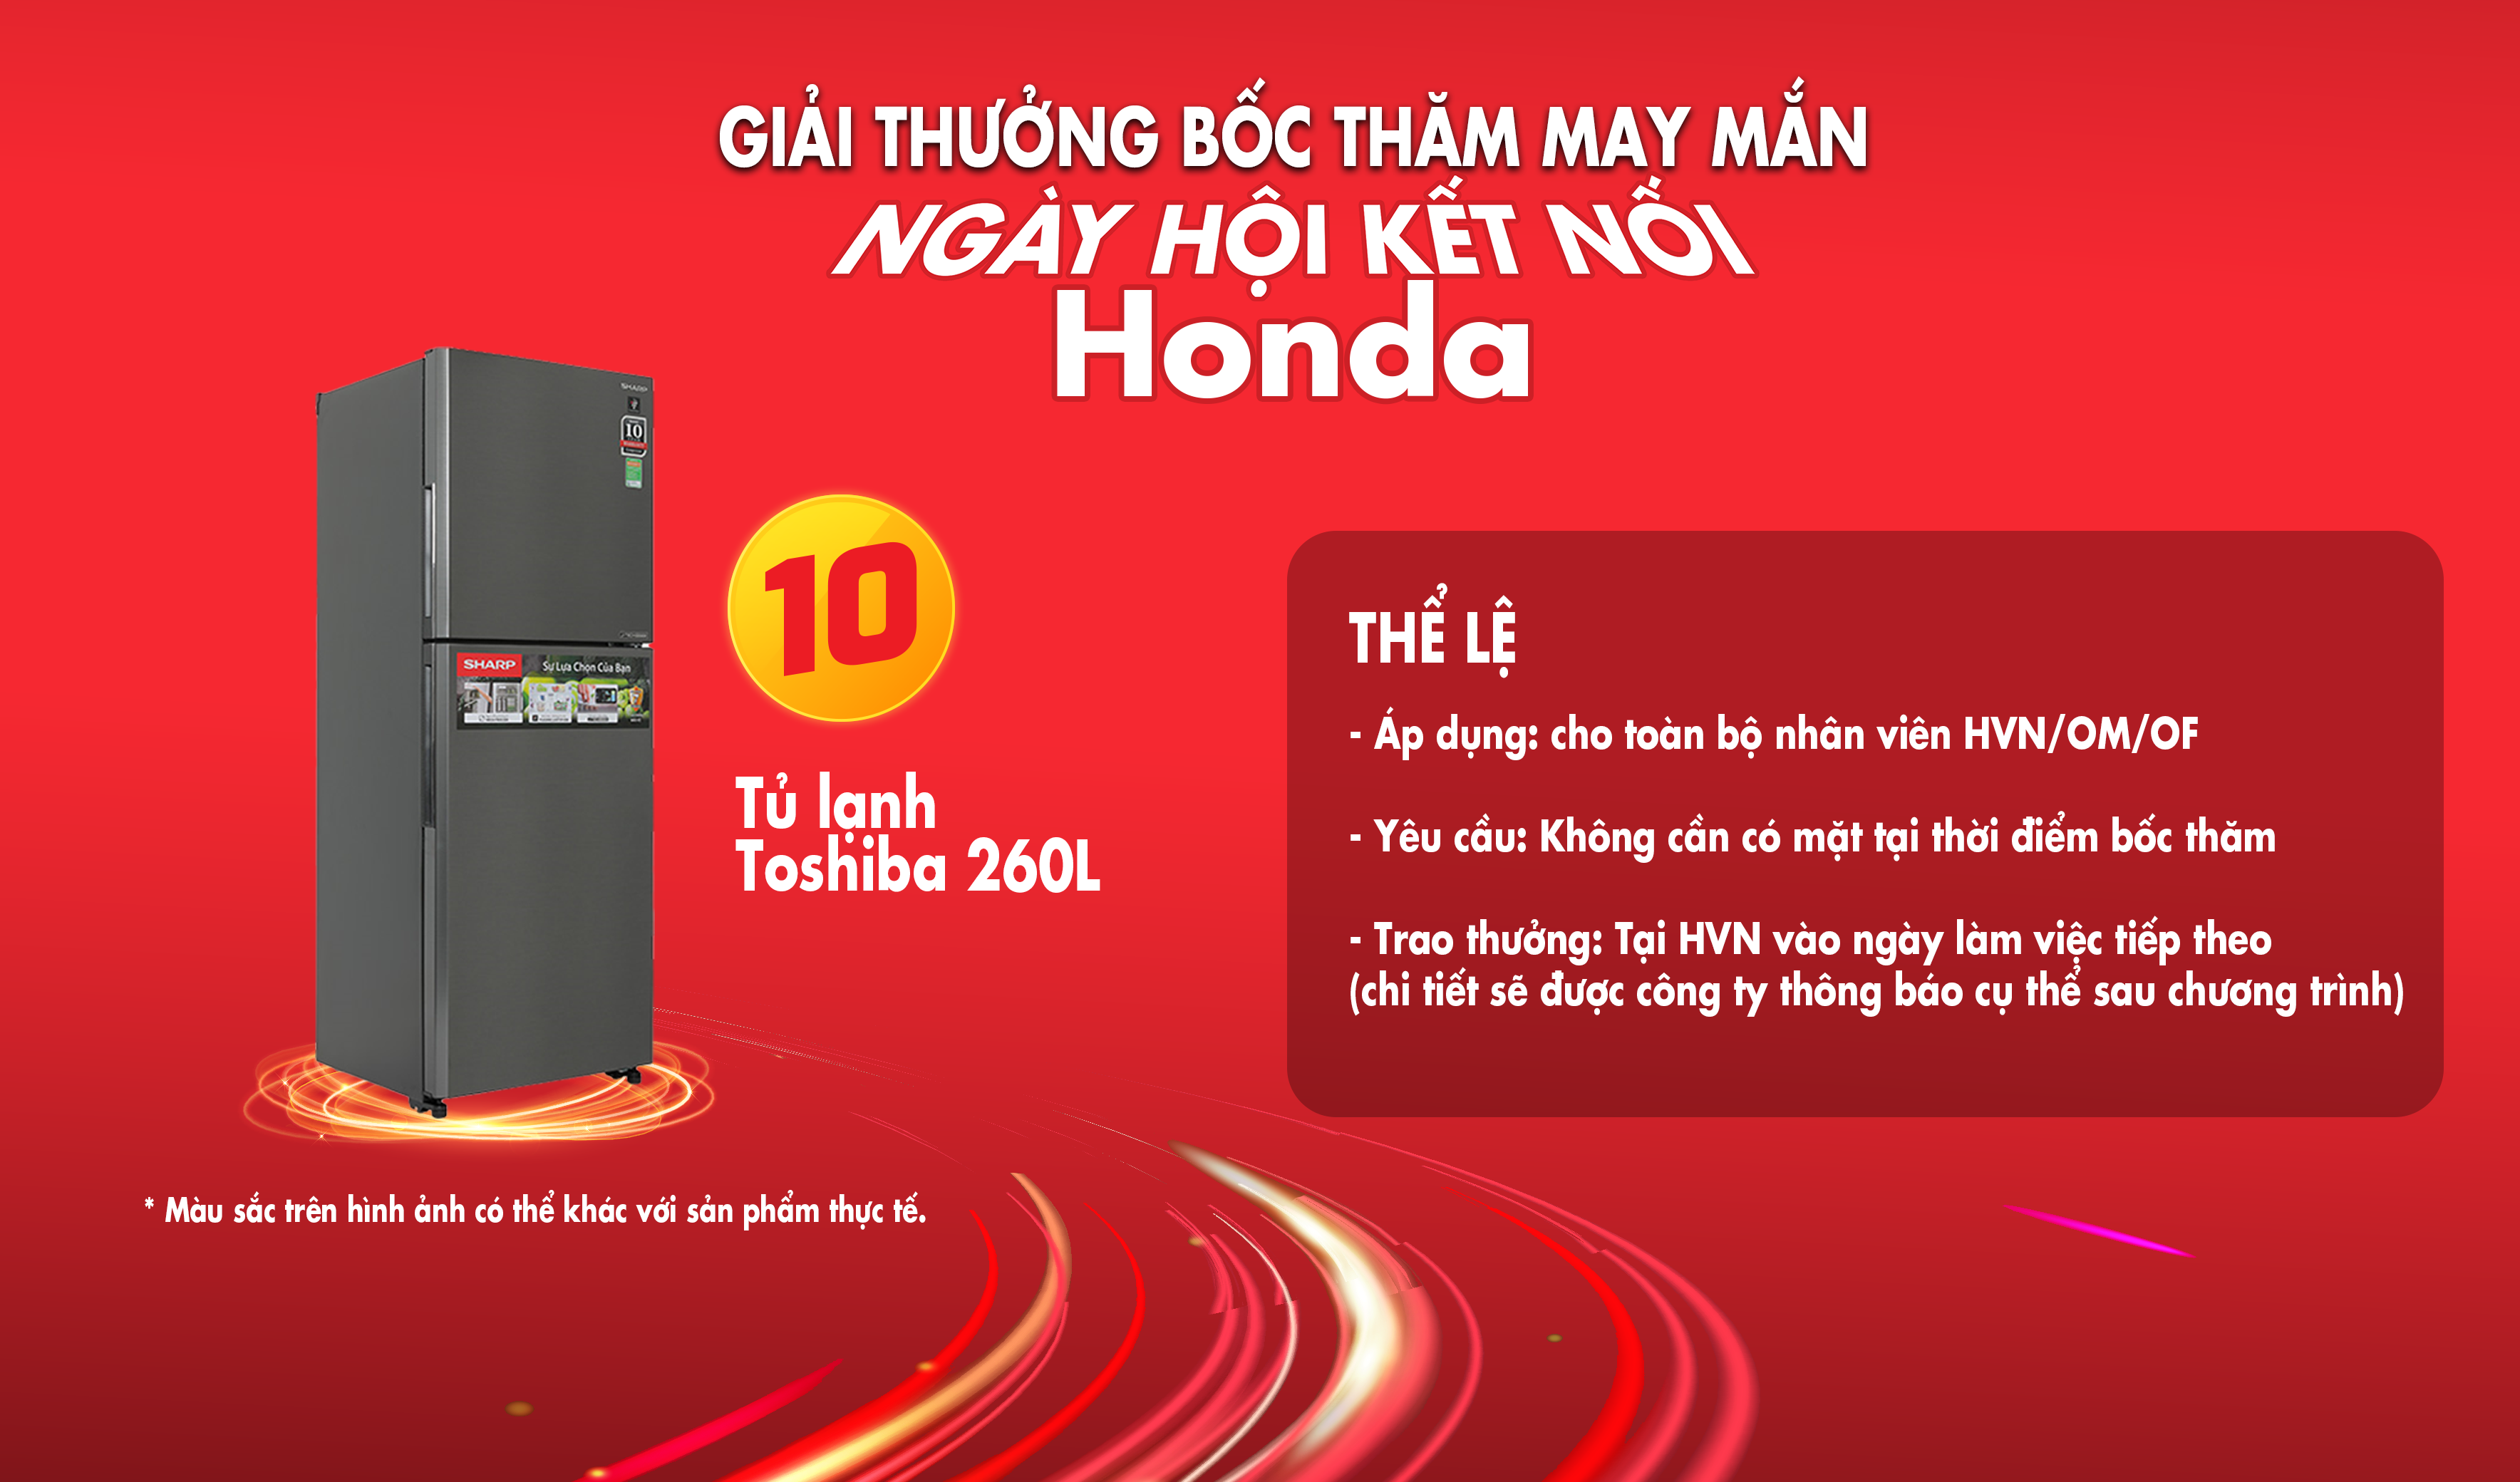 GIẢI THƯỞNG BỐC THĂM MAY MẮN
NGÀY HỘI KẾT NỐI
Honda
SHARP
10
SHARP
Sự Lựa Chọn Của Bạn
10
Tủ lạnh
Toshiba 260L
THỂ LỆ
- Áp dụng: cho toàn bộ nhân viên HVN/OM/OF
- Yêu cầu: Không cần có mặt tại thời điểm bốc thăm
- Trao thưởng: Tại HVN vào ngày làm việc tiếp theo
(chi tiết sẽ được công ty thông báo cụ thể sau chương trình)
* Màu sắc trên hình ảnh có thể khác với sản phẩm thực tế.